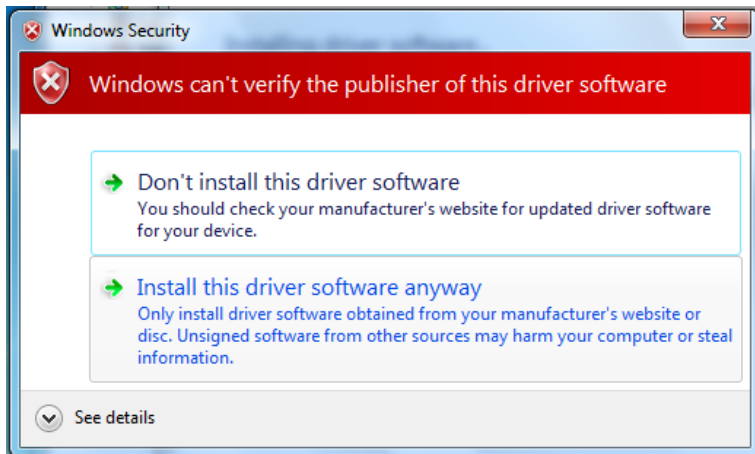 Windows Security
Installing driver software...
Windows can't verify the publisher of this driver software
Don't install this driver software
You should check your manufacturer's website for updated driver software
for your device.
Install this driver software anyway
Only install driver software obtained from your manufacturer's website or
disc. Unsigned software from other sources may harm your computer or steal
information.
See details